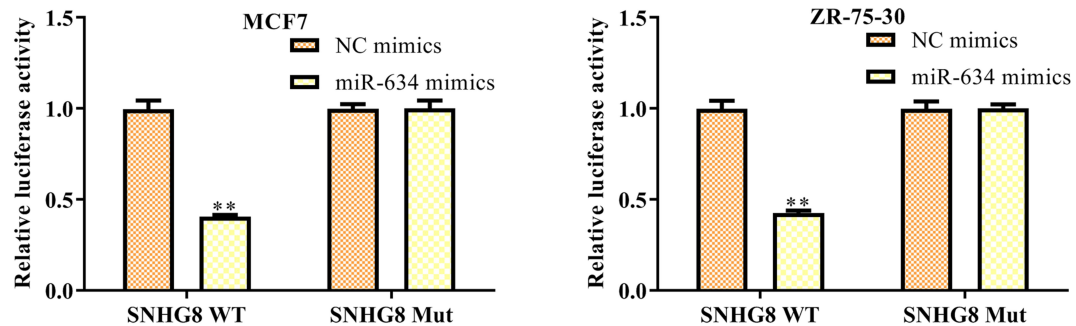 MCF7
NC mimics
miR-634 mimics
Relative luciferase activity
1.5
1.0
0.5
0.0
**
SNHG8 WT
SNHG8 Mut
ZR-75-30
NC mimics
miR-634 mimics
Relative luciferase activity
1.5
1.0
0.5
0.0
**
SNHG8 WT
SNHG8 Mut